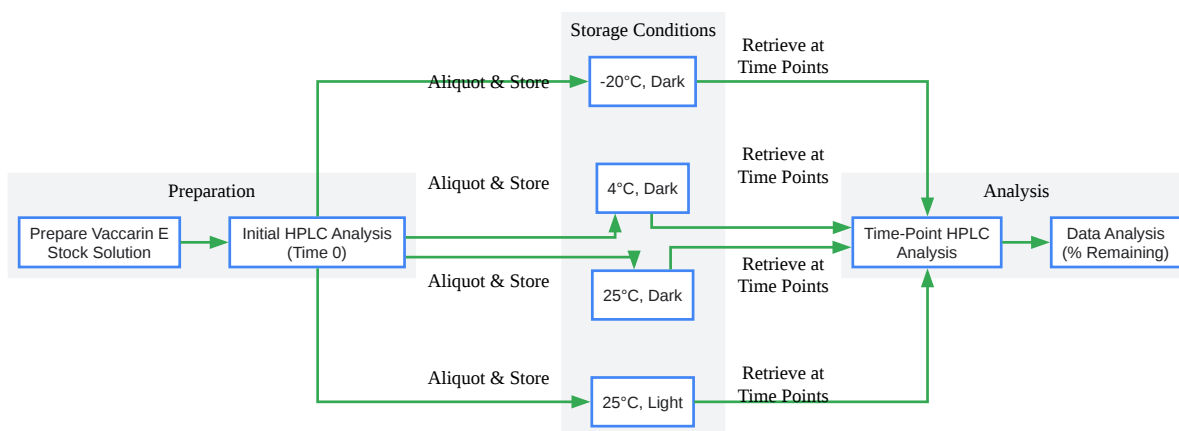 Storage Conditions
Retrieve at
Time Points
Aliquot & Store
-20°C, Dark
Retrieve at
Time Points
Aliquot & Store
4°C, Dark
Preparation
Analysis
Prepare Vaccarin E
Stock Solution
Initial HPLC Analysis
(Time 0)
Time-Point HPLC
Analysis
Data Analysis
(% Remaining)
Aliquot & Store
25°C, Dark
Retrieve at
Time Points
Aliquot & Store
25°C, Light
Retrieve at
Time Points